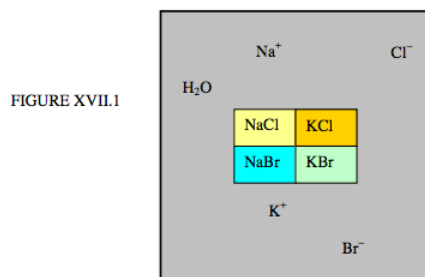 Na⁺
Cl⁻
H₂O
FIGURE XVII.1
NaCl KCl
NaBr KBr
K⁺
Br⁻